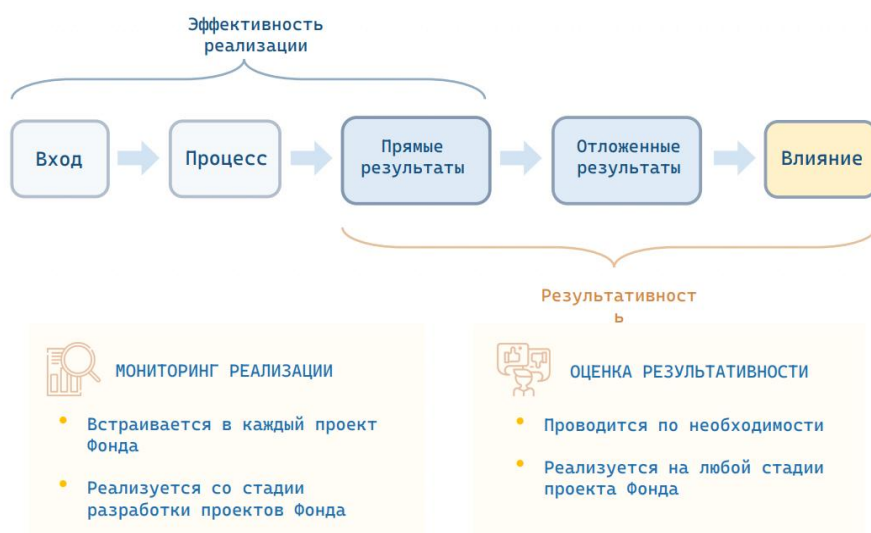 Эффективность
реализации
Вход
Процесс
Прямые
результаты
Отложенные
результаты
Влияние
Результативност
ь
МОНИТОРИНГ РЕАЛИЗАЦИИ
Встраивается в каждый проект
Фонда
Реализуется со стадии
разработки проектов Фонда
ОЦЕНКА РЕЗУЛЬТАТИВНОСТИ
Проводится по необходимости
Реализуется на любой стадии
проекта Фонда